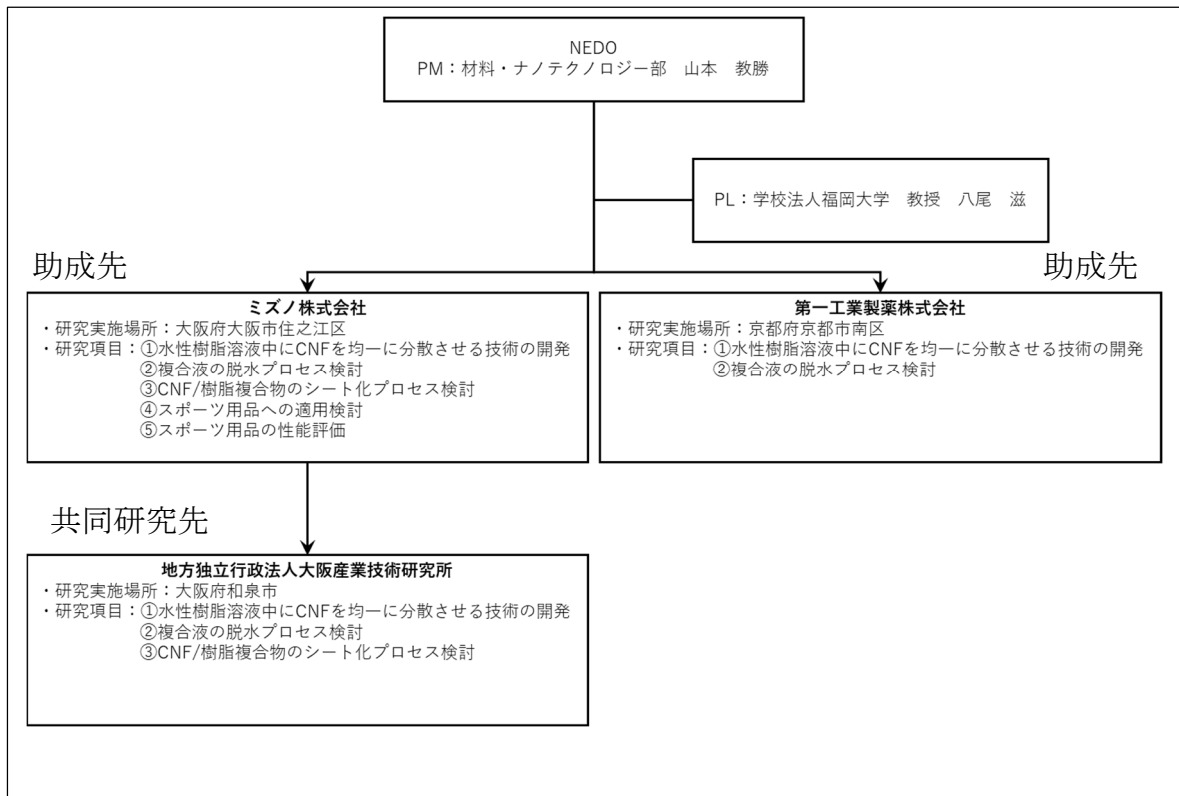 NEDO
PM：材料・ナノテクノロジー部　山本　教勝
PL：学校法人福岡大学　教授　八尾　滋
助成先
助成先
ミズノ株式会社
・研究実施場所：大阪府大阪市住之江区
・研究項目：①水性樹脂溶液中にCNFを均一に分散させる技術の開発
②複合液の脱水プロセス検討
③CNF/樹脂複合物のシート化プロセス検討
④スポーツ用品への適用検討
⑤スポーツ用品の性能評価
第一工業製薬株式会社
・研究実施場所：京都府京都市南区
・研究項目：①水性樹脂溶液中にCNFを均一に分散させる技術の開発
②複合液の脱水プロセス検討
共同研究先
地方独立行政法人大阪産業技術研究所
・研究実施場所：大阪府和泉市
・研究項目：①水性樹脂溶液中にCNFを均一に分散させる技術の開発
②複合液の脱水プロセス検討
③CNF/樹脂複合物のシート化プロセス検討